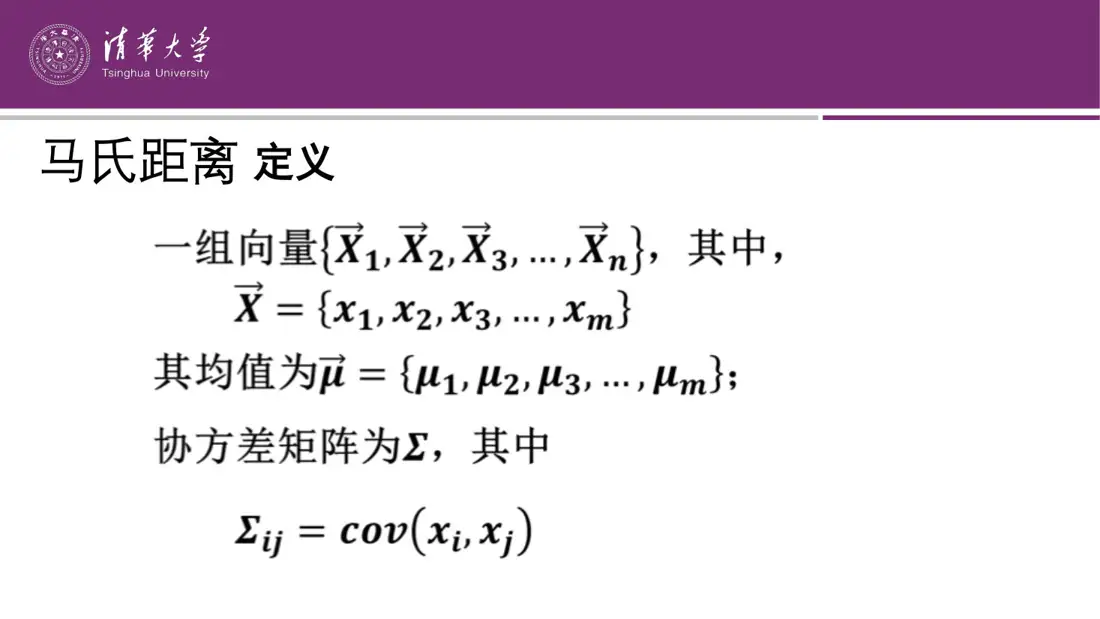 清华大学
Tsinghua University
马氏距离 定义
一组向量{X⃗₁, X⃗₂, X⃗₃, …, X⃗ₙ}，其中，
X⃗ = {x₁, x₂, x₃, …, xₘ}
其均值为μ⃗ = {μ₁, μ₂, μ₃, …, μₘ}；
协方差矩阵为Σ，其中
Σᵢⱼ = cov(xᵢ, xⱼ)